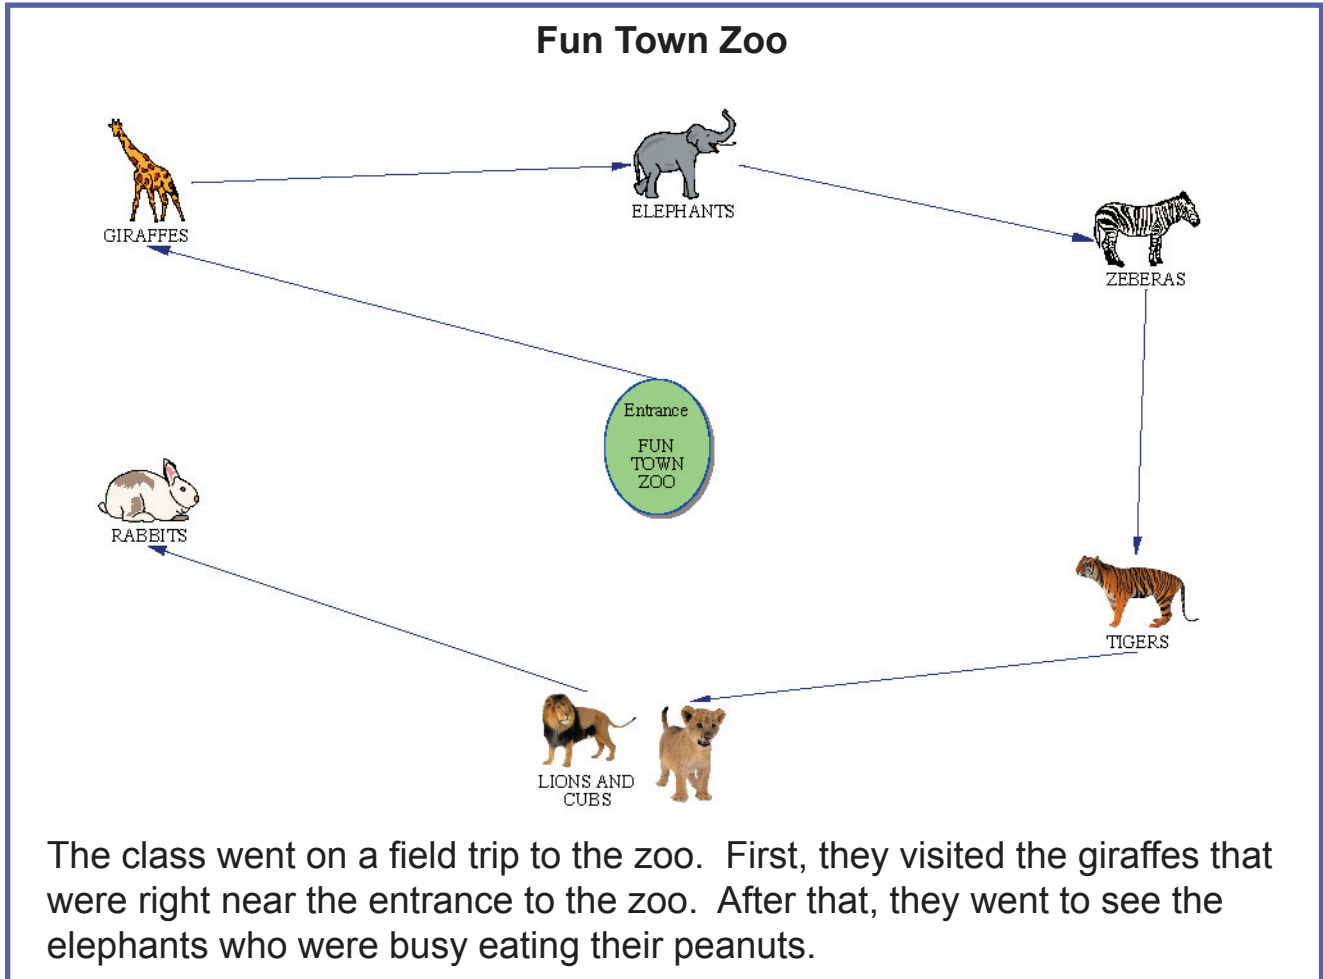 Fun Town Zoo
GIRAFFES
ELEPHANTS
ZEBERAS
Entrance
FUN
TOWN
ZOO
RABBITS
TIGERS
LIONS AND
CUBS
The class went on a field trip to the zoo.  First, they visited the giraffes that
were right near the entrance to the zoo.  After that, they went to see the
elephants who were busy eating their peanuts.